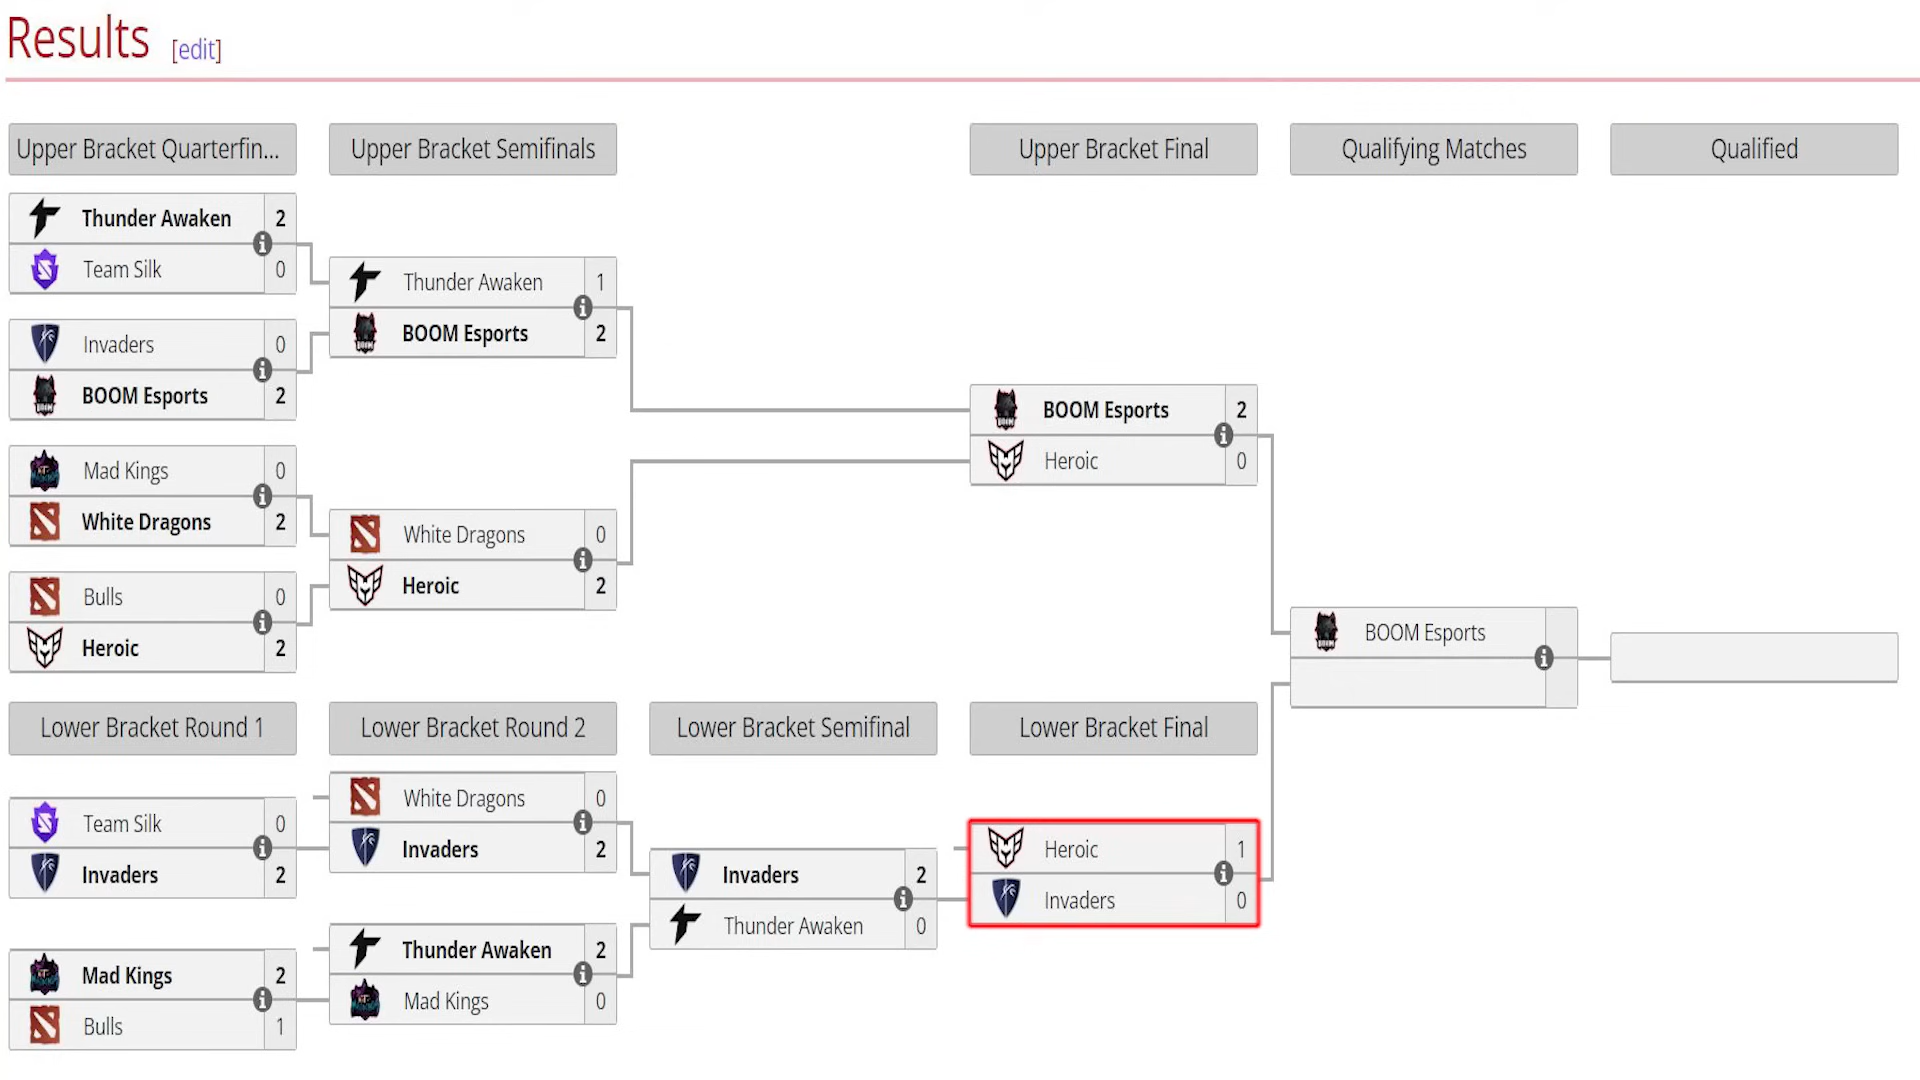 Results [edit]
Upper Bracket Quarterfin...
Upper Bracket Semifinals
Upper Bracket Final
Qualifying Matches
Qualified
Thunder Awaken 2
Team Silk 0
Invaders 0
BOOM Esports 2
Mad Kings 0
White Dragons 2
Bulls 0
Heroic 2
Thunder Awaken 1
BOOM Esports 2
White Dragons 0
Heroic 2
BOOM Esports 2
Heroic 0
BOOM Esports
Lower Bracket Round 1
Lower Bracket Round 2
Lower Bracket Semifinal
Lower Bracket Final
Team Silk 0
Invaders 2
Mad Kings 2
Bulls 1
White Dragons 0
Invaders 2
Thunder Awaken 2
Mad Kings 0
Invaders 2
Thunder Awaken 0
Heroic 1
Invaders 0